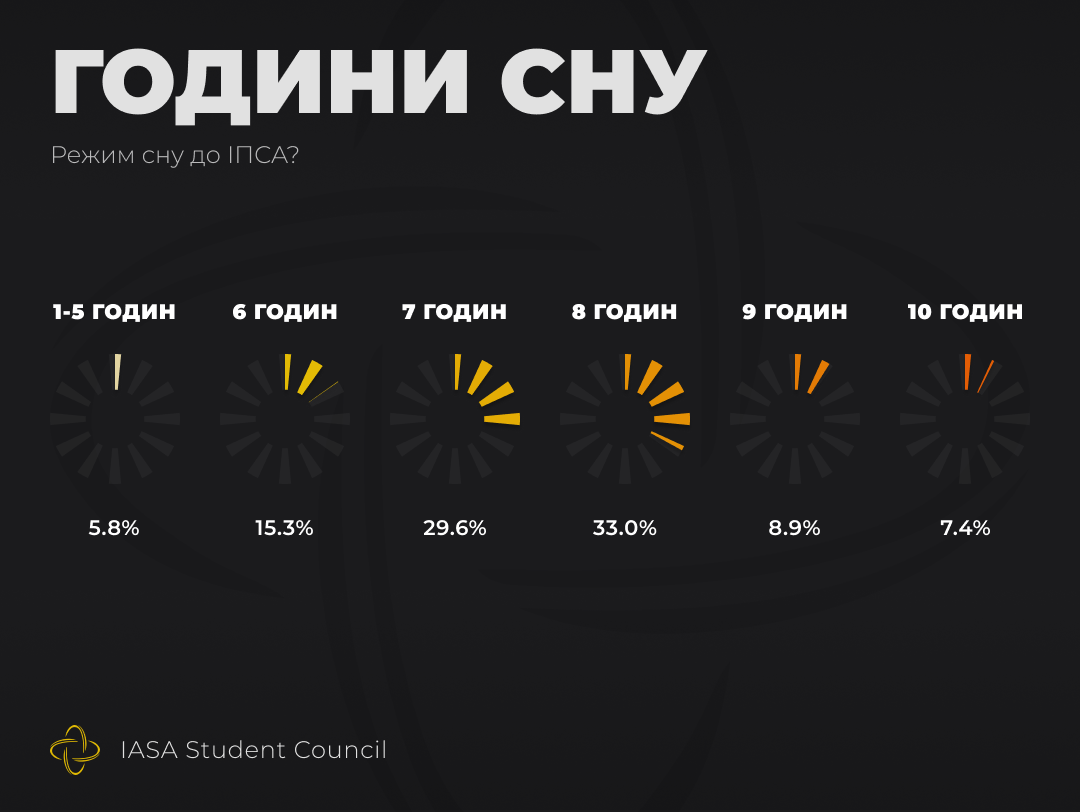 ГОДИНИ СНУ
Режим сну до ІПСА?
1-5 ГОДИН
6 ГОДИН
7 ГОДИН
8 ГОДИН
9 ГОДИН
10 ГОДИН
5.8%
15.3%
29.6%
33.0%
8.9%
7.4%
IASA Student Council